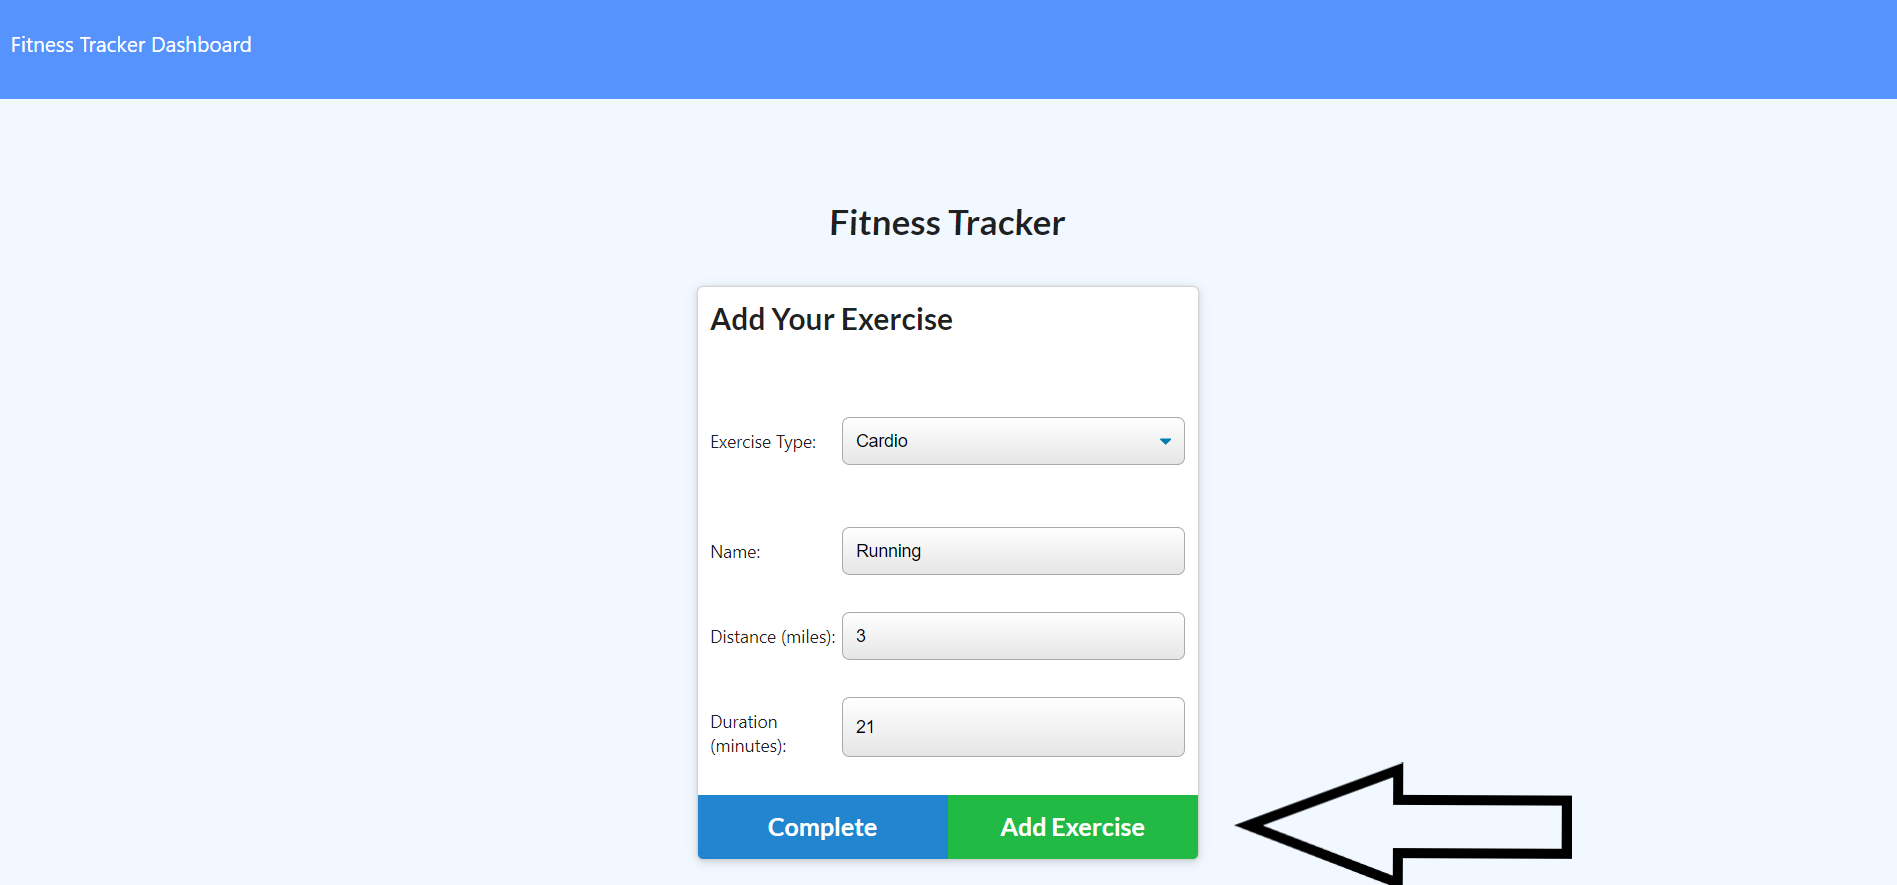 Fitness Tracker Dashboard
Fitness Tracker
Add Your Exercise
Exercise Type: Cardio
Name: Running
Distance (miles): 3
Duration
(minutes): 21
Complete Add Exercise